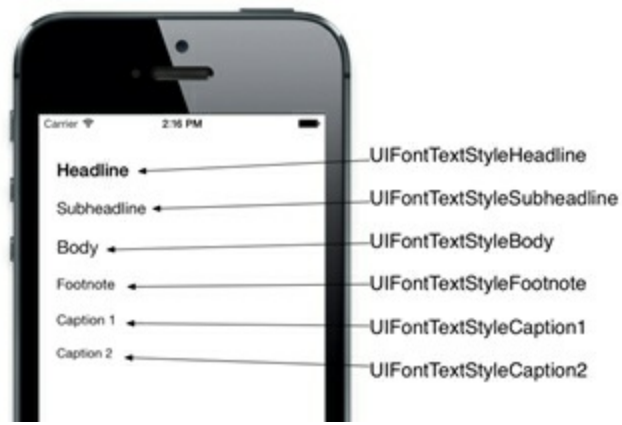 Carrier 2:16 PM
Headline UIFontTextStyleHeadline
Subheadline UIFontTextStyleSubheadline
Body UIFontTextStyleBody
Footnote UIFontTextStyleFootnote
Caption 1 UIFontTextStyleCaption1
Caption 2 UIFontTextStyleCaption2